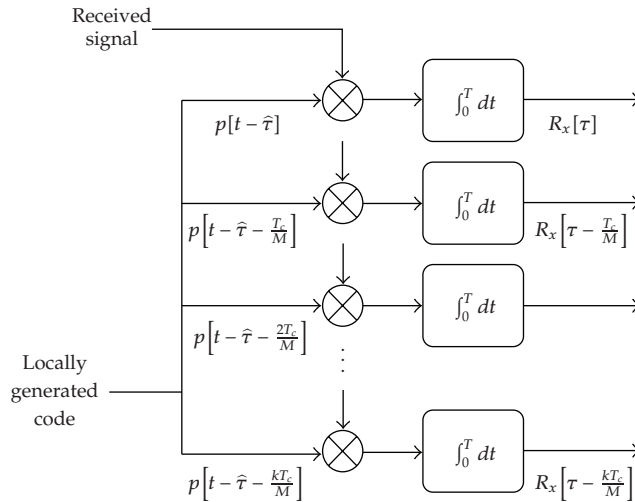 Received
signal
∫₀ᵀ dt
p[t − τ̂]
R_x[τ]
∫₀ᵀ dt
p[t − τ̂ − T_c/M]
R_x[τ − T_c/M]
∫₀ᵀ dt
p[t − τ̂ − 2T_c/M]
Locally
generated
code
∫₀ᵀ dt
p[t − τ̂ − kT_c/M]
R_x[τ − kT_c/M]